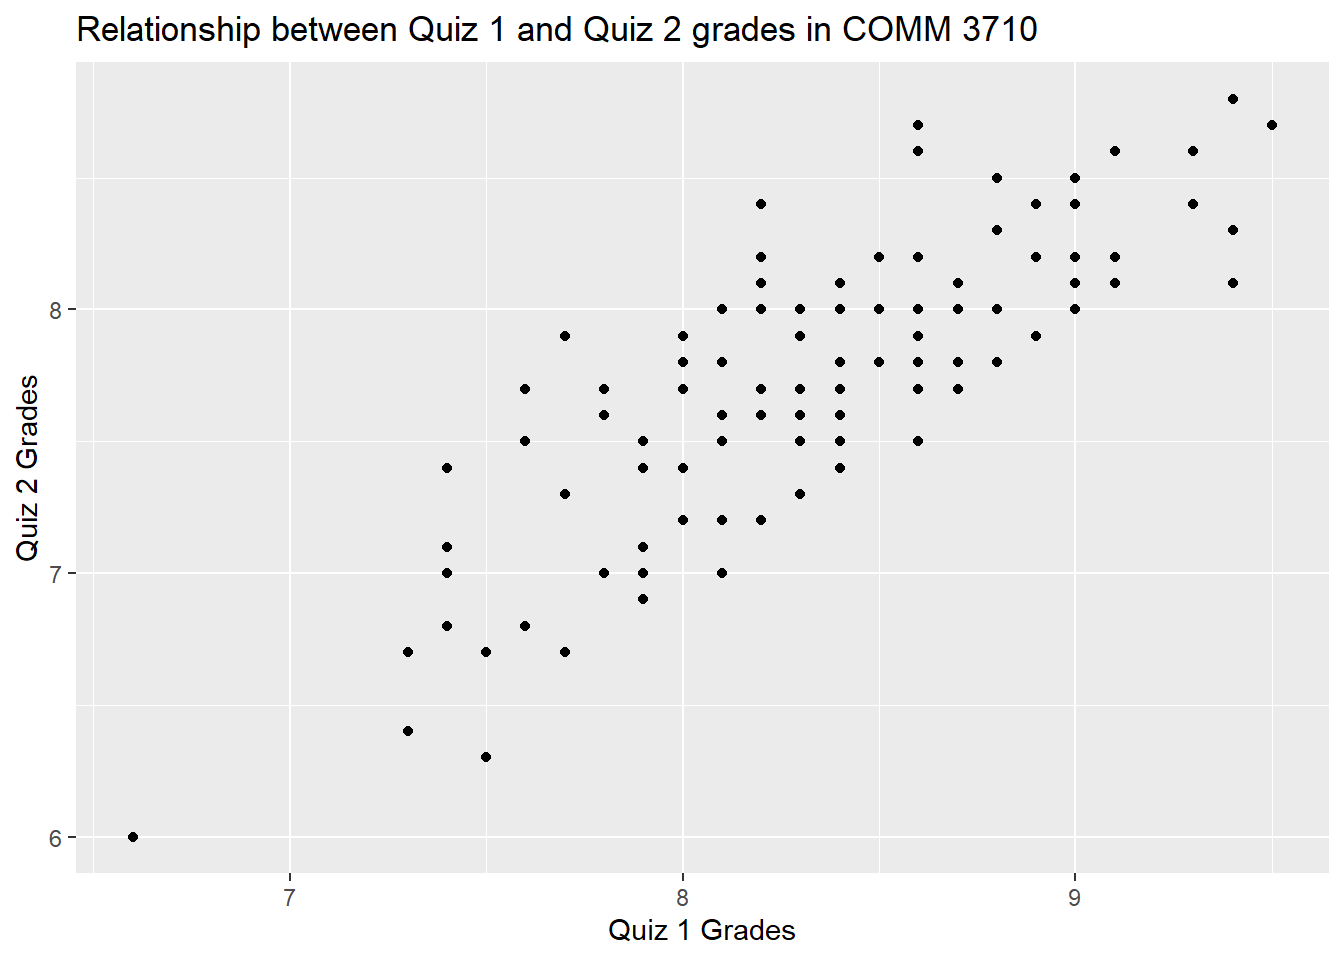 Relationship between Quiz 1 and Quiz 2 grades in COMM 3710
Quiz 2 Grades
8
7
6
7 8 9
Quiz 1 Grades